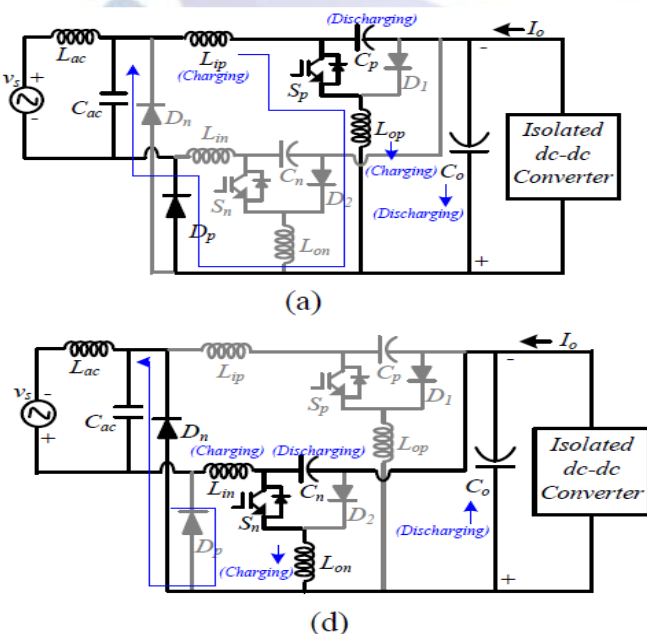 (Discharging)
I_o
L_ac
L_ip
(Charging)
C_p
-
v_s
+
-
C_ac
D_n
S_p
D_1
L_in
L_op
(Charging)
C_o
Isolated
dc-dc
Converter
C_n
S_n
D_2
(Discharging)
D_p
L_on
+
(a)
I_o
L_ac
L_ip
C_p
-
v_s
-
+
C_ac
D_n
S_p
D_1
(Charging)
(Discharging)
L_op
Isolated
dc-dc
Converter
L_in
C_n
C_o
S_n
D_2
D_p
(Discharging)
(Charging)
L_on
+
(d)